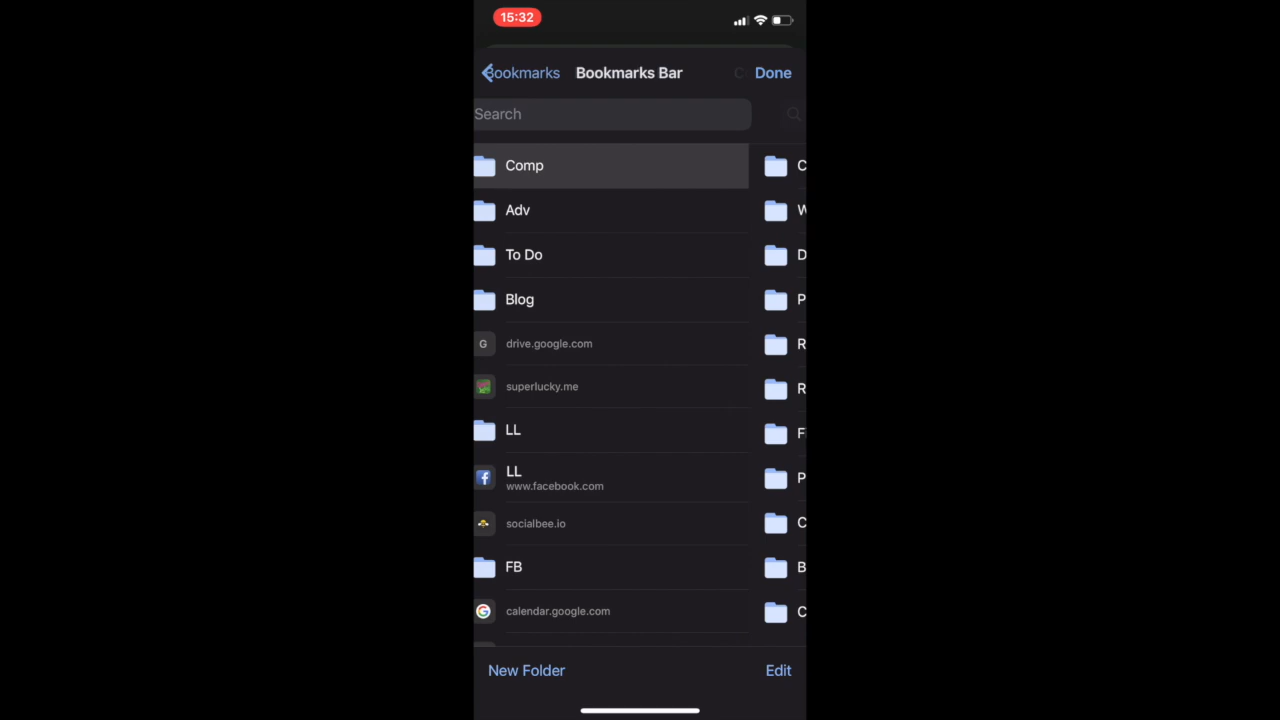 15:32
Bookmarks Bookmarks Bar Done
Search
Comp C
Adv W
To Do D
Blog P
G drive.google.com R
superlucky.me R
LL F
LL P
www.facebook.com
socialbee.io C
FB B
calendar.google.com C
New Folder Edit